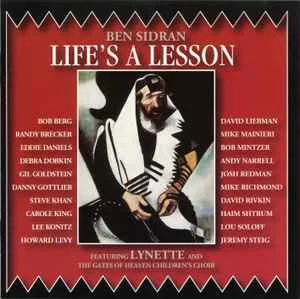 BEN SIDRAN
LIFE'S A LESSON
BOB BERG
RANDY BRECKER
EDDIE DANIELS
DEBRA DOBKIN
GIL GOLDSTEIN
DANNY GOTTLIEB
STEVE KHAN
CAROLE KING
LEE KONITZ
HOWARD LEVY
DAVID LIEBMAN
MIKE MAINIERI
BOB MINTZER
ANDY NARRELL
JOSH REDMAN
MIKE RICHMOND
DAVID RIVKIN
HAIM SHTRUM
LOU SOLOFF
JEREMY STEIG
FEATURING LYNETTE AND
THE GATES OF HEAVEN CHILDREN'S CHOIR